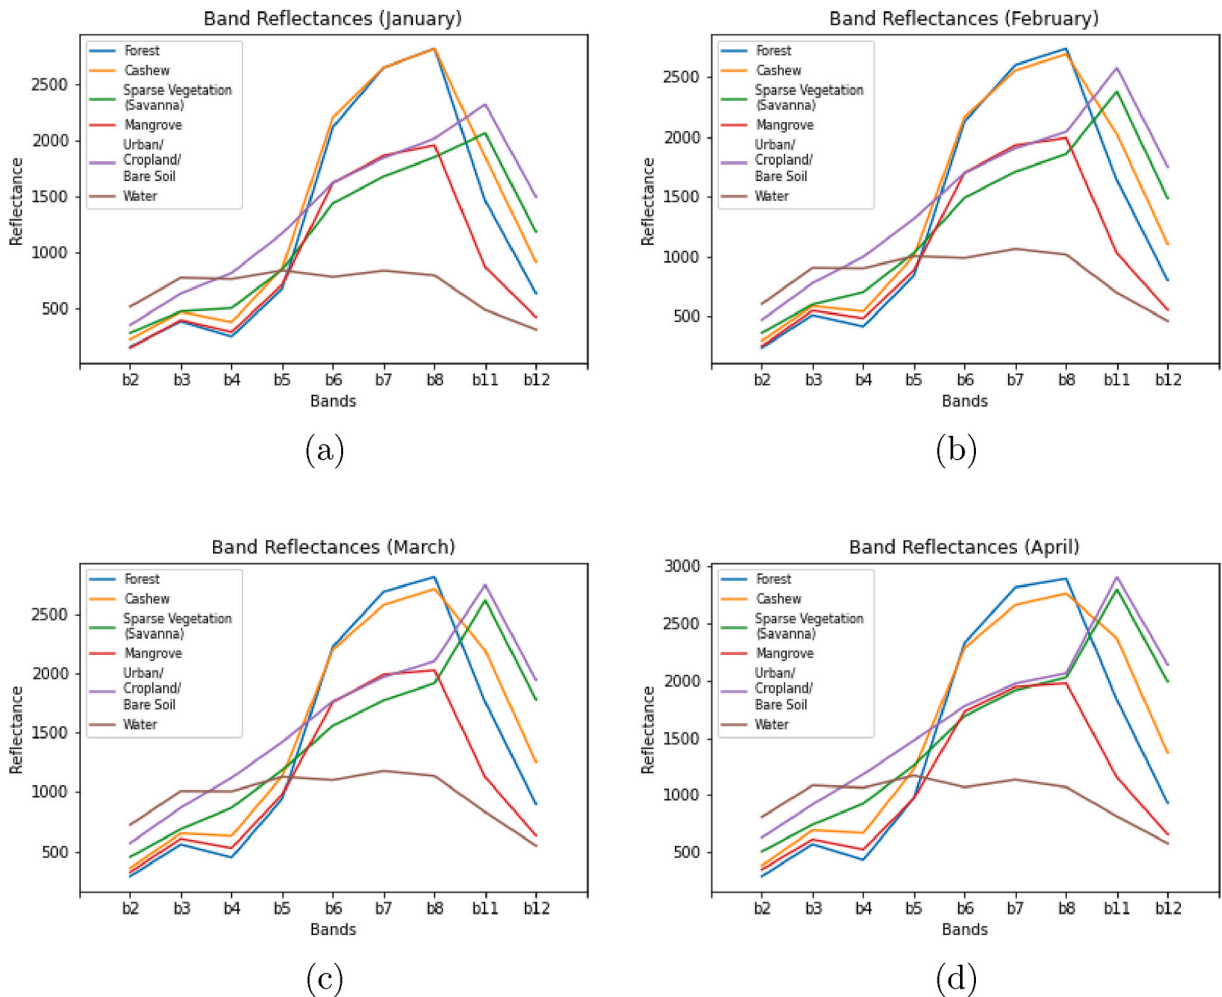 Band Reflectances (January)
Forest
Cashew
Sparse Vegetation
(Savanna)
Mangrove
Urban/
Cropland/
Bare Soil
Water
2500
2000
1500
1000
500
Reflectance
b2 b3 b4 b5 b6 b7 b8 b11 b12
Bands
(a)
Band Reflectances (February)
Forest
Cashew
Sparse Vegetation
(Savanna)
Mangrove
Urban/
Cropland/
Bare Soil
Water
2500
2000
1500
1000
500
Reflectance
b2 b3 b4 b5 b6 b7 b8 b11 b12
Bands
(b)
Band Reflectances (March)
Forest
Cashew
Sparse Vegetation
(Savanna)
Mangrove
Urban/
Cropland/
Bare Soil
Water
2500
2000
1500
1000
500
Reflectance
b2 b3 b4 b5 b6 b7 b8 b11 b12
Bands
(c)
Band Reflectances (April)
Forest
Cashew
Sparse Vegetation
(Savanna)
Mangrove
Urban/
Cropland/
Bare Soil
Water
3000
2500
2000
1500
1000
500
Reflectance
b2 b3 b4 b5 b6 b7 b8 b11 b12
Bands
(d)